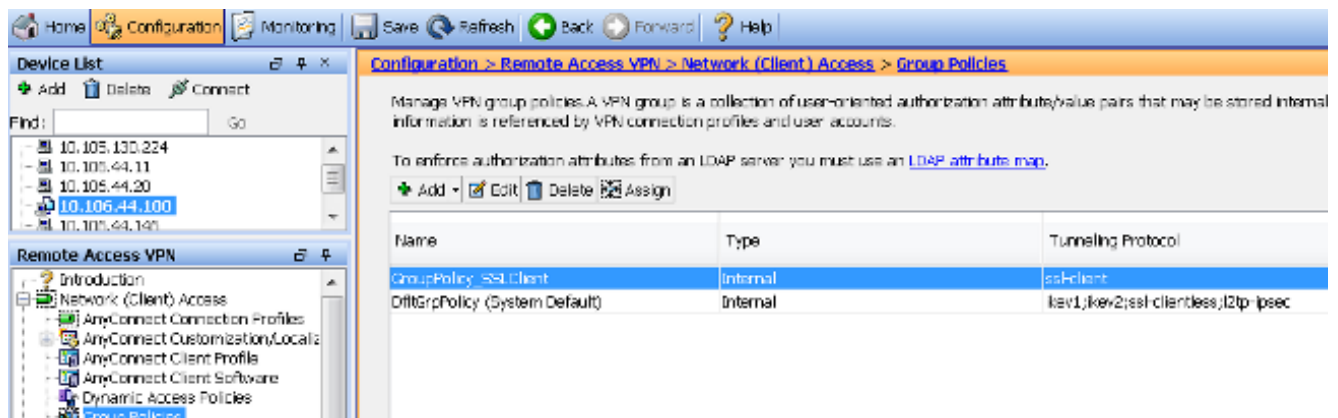 Home Configuration Monitoring Save Refresh Back Forward Help
Device List
Add Delete Connect
Find: Go
10.105.130.224
10.106.44.11
10.106.44.20
10.106.44.100
Remote Access VPN
Introduction
Network (Client) Access
AnyConnect Connection Profiles
AnyConnect Customization/Localiz
AnyConnect Client Profile
AnyConnect Client Software
Dynamic Access Policies
Group Policies
Configuration > Remote Access VPN > Network (Client) Access > Group Policies
Manage VPN group policies.A VPN group is a collection of user-oriented authorization attribute/value pairs that may be stored internal
information is referenced by VPN connection profiles and user accounts.
To enforce authorization attributes from an LDAP server you must use an LDAP attribute map.
Add Edit Delete Assign
Name Type Tunneling Protocol
GroupPolicy_SSLClient Internal ssl-client
DfltGrpPolicy (System Default) Internal ikev1;ikev2;ssl-clientless;l2tp-ipsec